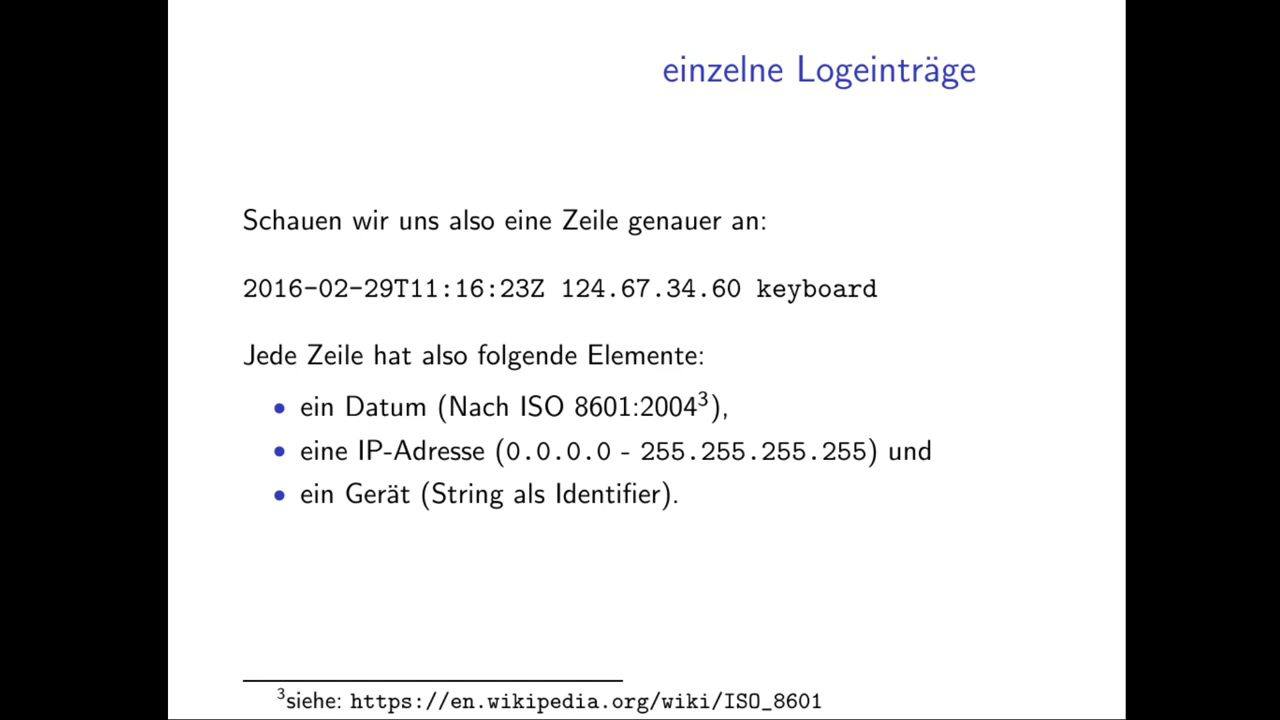 einzelne Logeinträge
Schauen wir uns also eine Zeile genauer an:
2016-02-29T11:16:23Z 124.67.34.60 keyboard
Jede Zeile hat also folgende Elemente:
• ein Datum (Nach ISO 8601:2004³),
• eine IP-Adresse (0.0.0.0 - 255.255.255.255) und
• ein Gerät (String als Identifier).
³siehe: https://en.wikipedia.org/wiki/ISO_8601